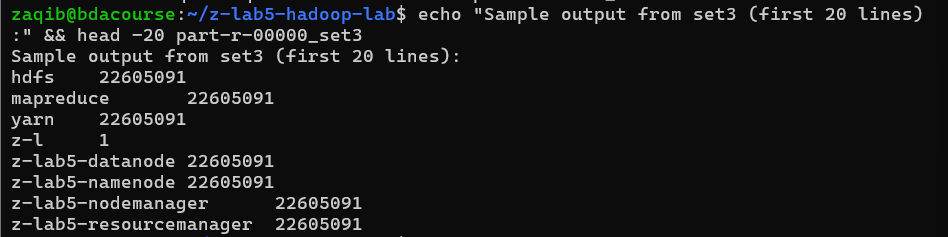 zaqib@bdacourse:~/z-lab5-hadoop-lab$ echo "Sample output from set3 (first 20 lines)
:" && head -20 part-r-00000_set3
Sample output from set3 (first 20 lines):
hdfs    22605091
mapreduce       22605091
yarn    22605091
z-l     1
z-lab5-datanode 22605091
z-lab5-namenode 22605091
z-lab5-nodemanager      22605091
z-lab5-resourcemanager  22605091